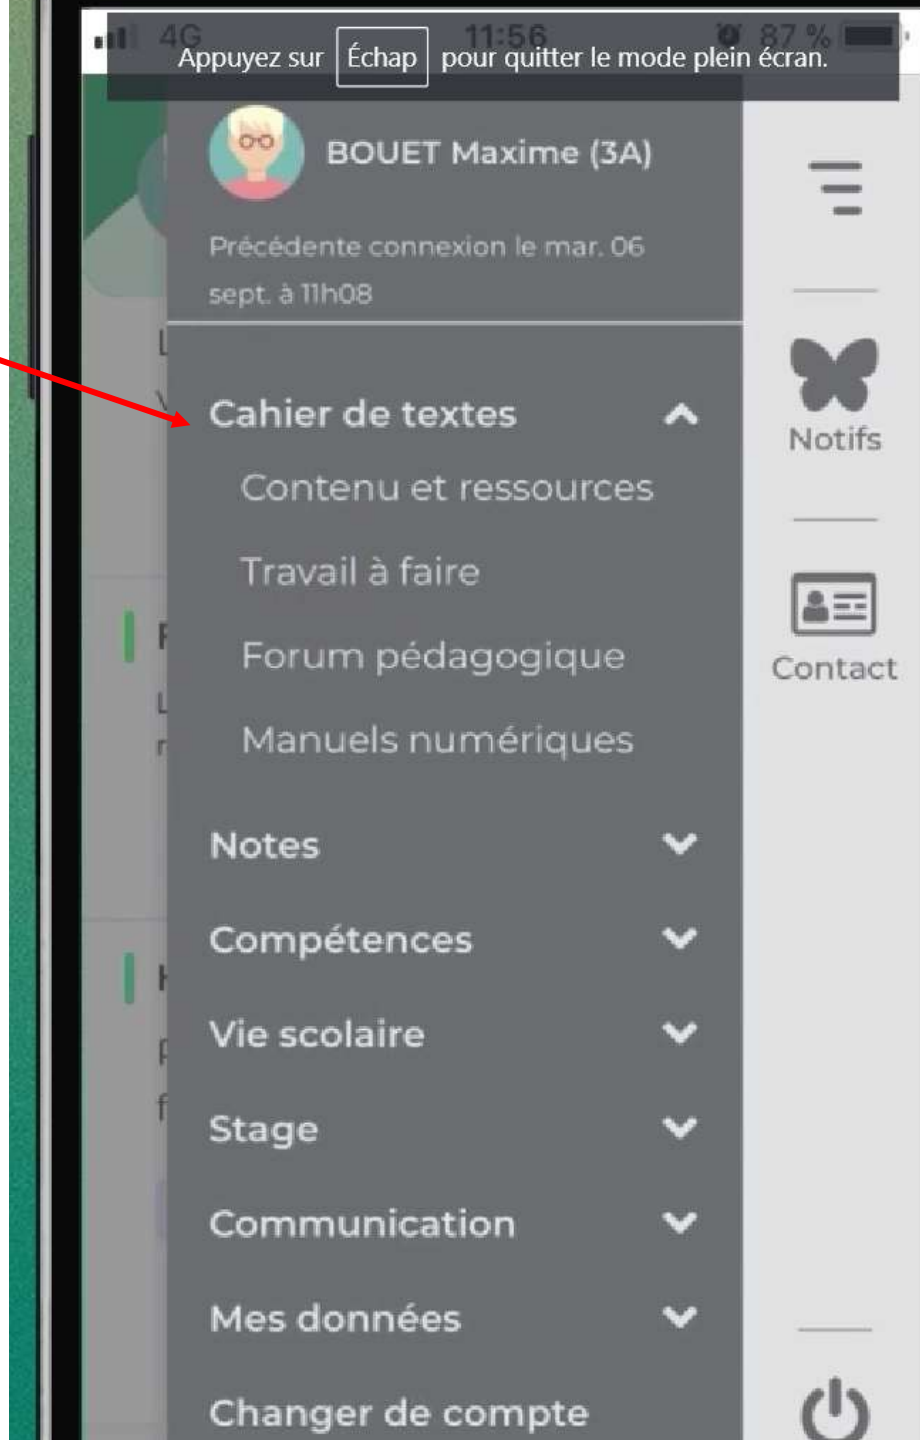 4G 11:56 87 %
Appuyez sur Échap pour quitter le mode plein écran.
BOUET Maxime (3A)
Précédente connexion le mar. 06
sept. à 11h08
Cahier de textes
Contenu et ressources
Travail à faire
Forum pédagogique
Manuels numériques
Notes
Compétences
Vie scolaire
Stage
Communication
Mes données
Changer de compte
Notifs
Contact